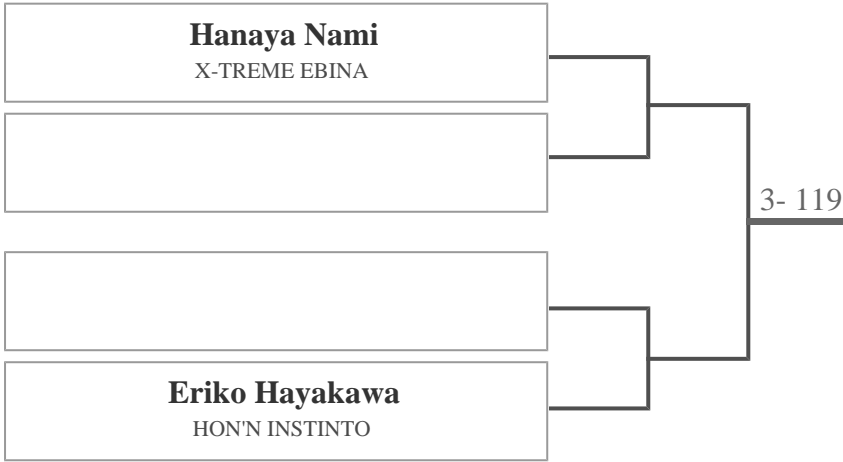 Hanaya Nami
X-TREME EBINA
3- 119
Eriko Hayakawa
HON'N INSTINTO